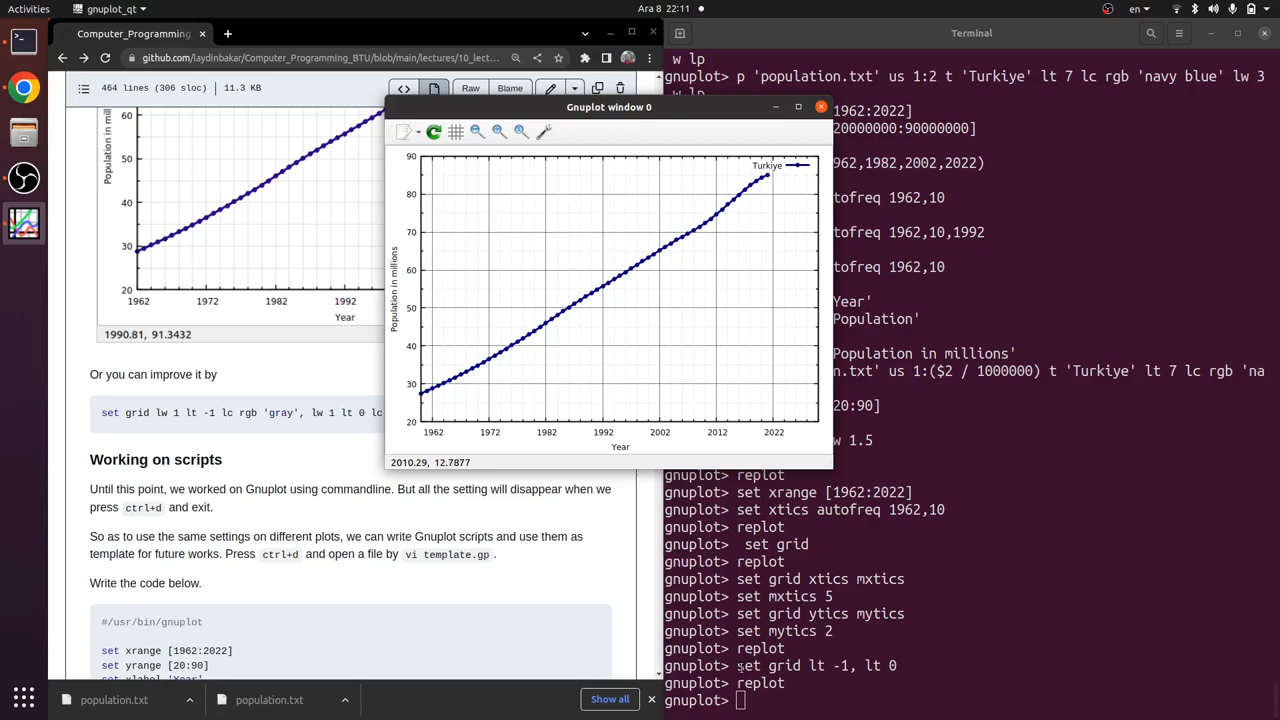 Activities
gnuplot_qt
Ara 8 22:11
en
Computer_Programming
github.com/laydinbakar/Computer_Programming_BTU/blob/main/lectures/10_lect...
464 lines (306 sloc) | 11.3 KB
Raw
Blame
Population in mill
60
50
40
30
20
1962
1972
1982
1992
Year
1990.81, 91.3432
Or you can improve it by
set grid lw 1 lt -1 lc rgb 'gray', lw 1 lt 0 lc
Working on scripts
Until this point, we worked on Gnuplot using commandline. But all the setting will disappear when we
press ctrl+d and exit.
So as to use the same settings on different plots, we can write Gnuplot scripts and use them as
template for future works. Press ctrl+d and open a file by vi template.gp.
Write the code below.
#/usr/bin/gnuplot
set xrange [1962:2022]
set yrange [20:90]
set xlabel 'Year'
population.txt
population.txt
Show all
Gnuplot window 0
90
80
70
60
50
40
30
20
Population in millions
Turkiye
1962
1972
1982
1992
2002
2012
2022
Year
2010.29, 12.7877
Terminal
w lp
gnuplot> p 'population.txt' us 1:2 t 'Turkiye' lt 7 lc rgb 'navy blue' lw 3
w lp
1962:2022]
20000000:90000000]
962,1982,2002,2022)
tofreq 1962,10
tofreq 1962,10,1992
tofreq 1962,10
Year'
Population'
Population in millions'
n.txt' us 1:($2 / 1000000) t 'Turkiye' lt 7 lc rgb 'na
20:90]
w 1.5
gnuplot> replot
gnuplot> set xrange [1962:2022]
gnuplot> set xtics autofreq 1962,10
gnuplot> replot
gnuplot>  set grid
gnuplot> replot
gnuplot> set grid xtics mxtics
gnuplot> set mxtics 5
gnuplot> set grid ytics mytics
gnuplot> set mytics 2
gnuplot> replot
gnuplot> set grid lt -1, lt 0
gnuplot> replot
gnuplot>